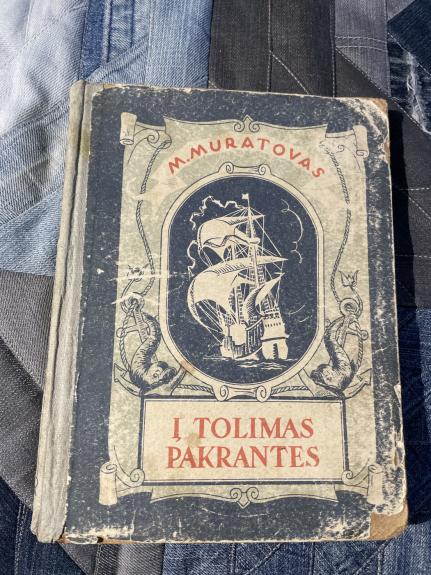 M. MURATOVAS
Į TOLIMAS
PAKRANTES